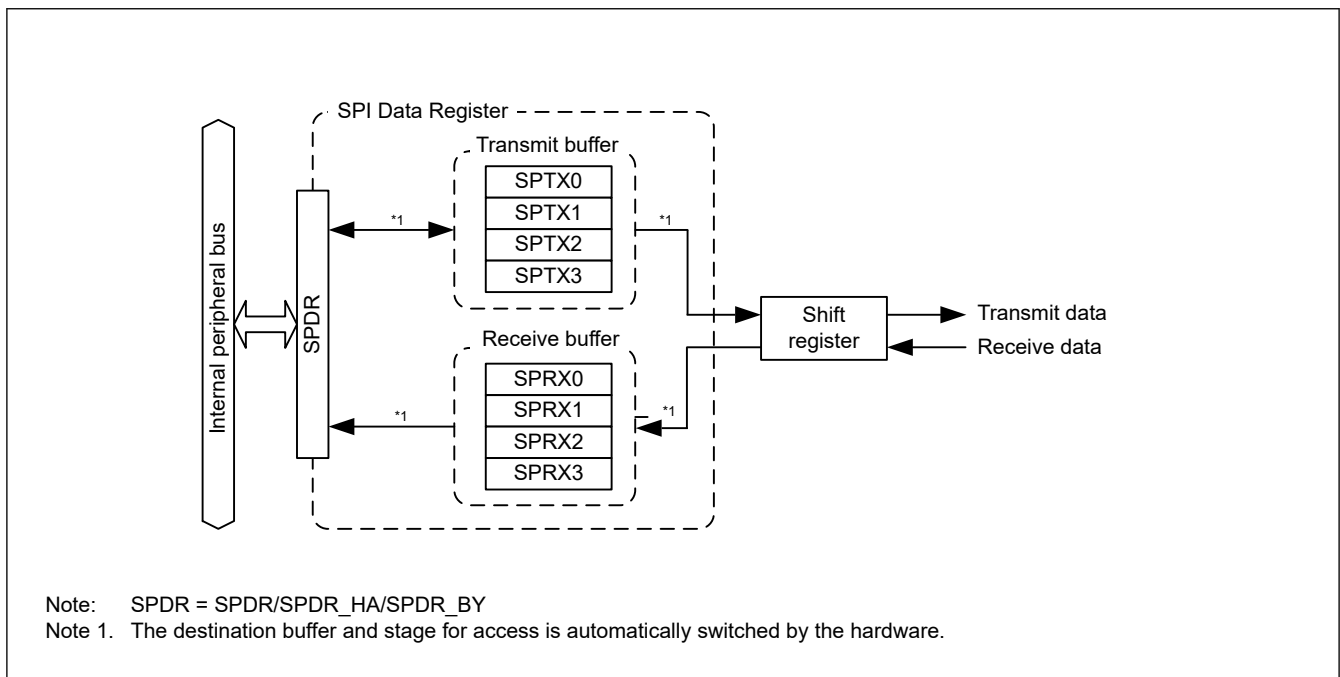 SPI Data Register
Transmit buffer
SPTX0
SPTX1
SPTX2
SPTX3
*1
*1
Internal peripheral bus
SPDR
Shift
register
Transmit data
Receive data
Receive buffer
SPRX0
SPRX1
SPRX2
SPRX3
*1
*1
Note: SPDR = SPDR/SPDR_HA/SPDR_BY
Note 1. The destination buffer and stage for access is automatically switched by the hardware.